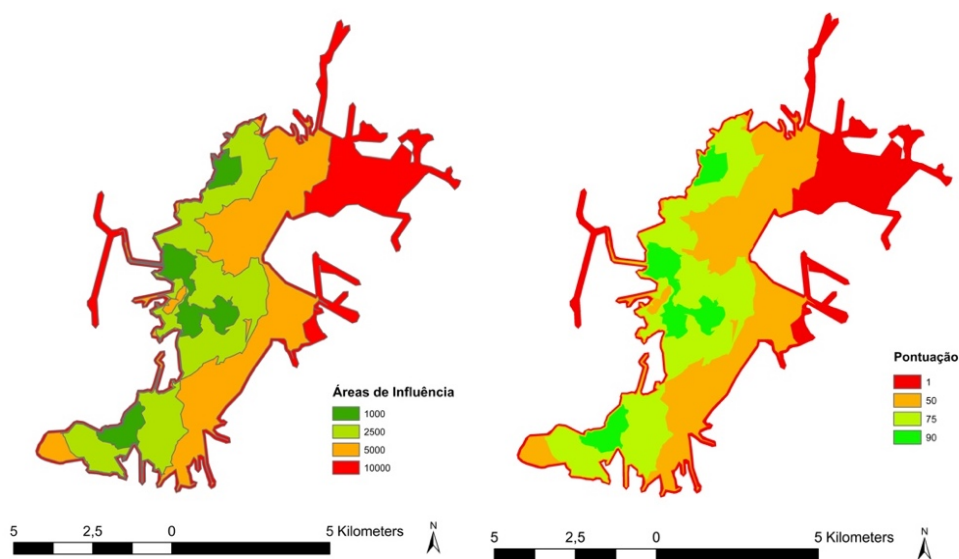 Áreas de Influência
1000
2500
5000
10000
5 2,5 0 5 Kilometers
N
Pontuação
1
50
75
90
5 2,5 0 5 Kilometers
N